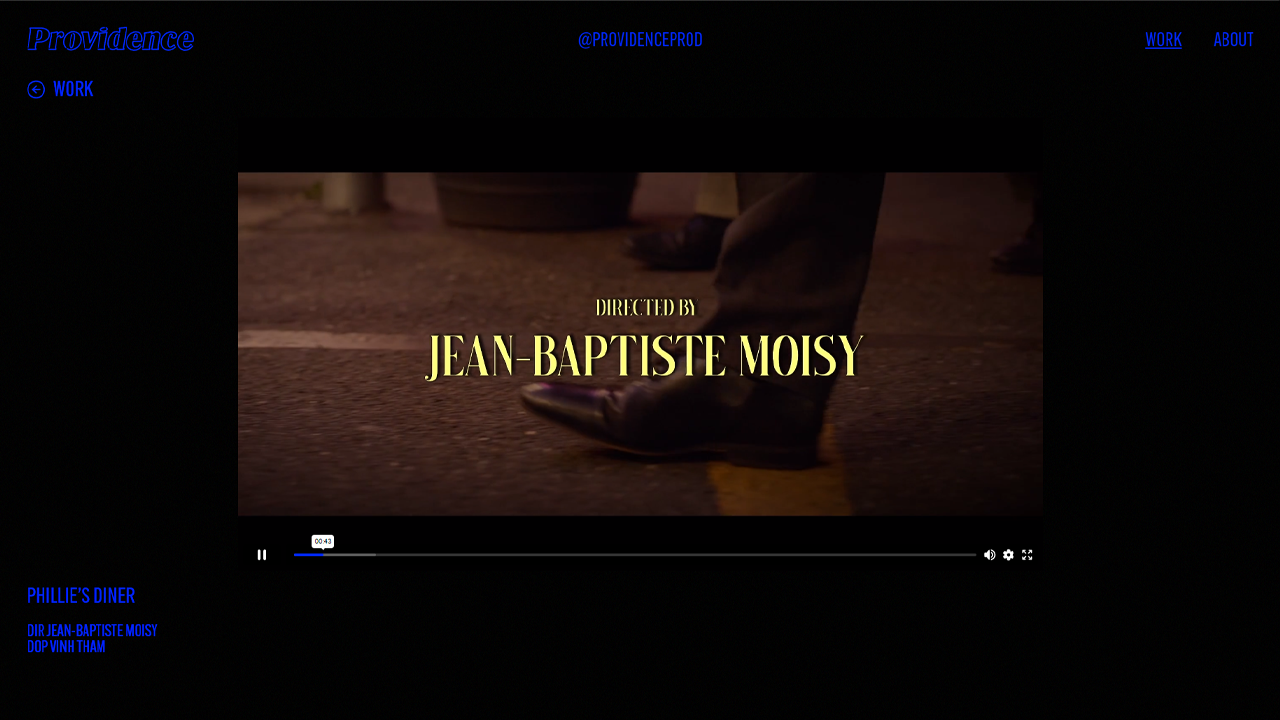 Providence
@PROVIDENCEPROD
WORK
ABOUT
WORK
DIRECTED BY
JEAN-BAPTISTE MOISY
00:43
PHILLIE'S DINER
DIR JEAN-BAPTISTE MOISY
DOP VINH THAM